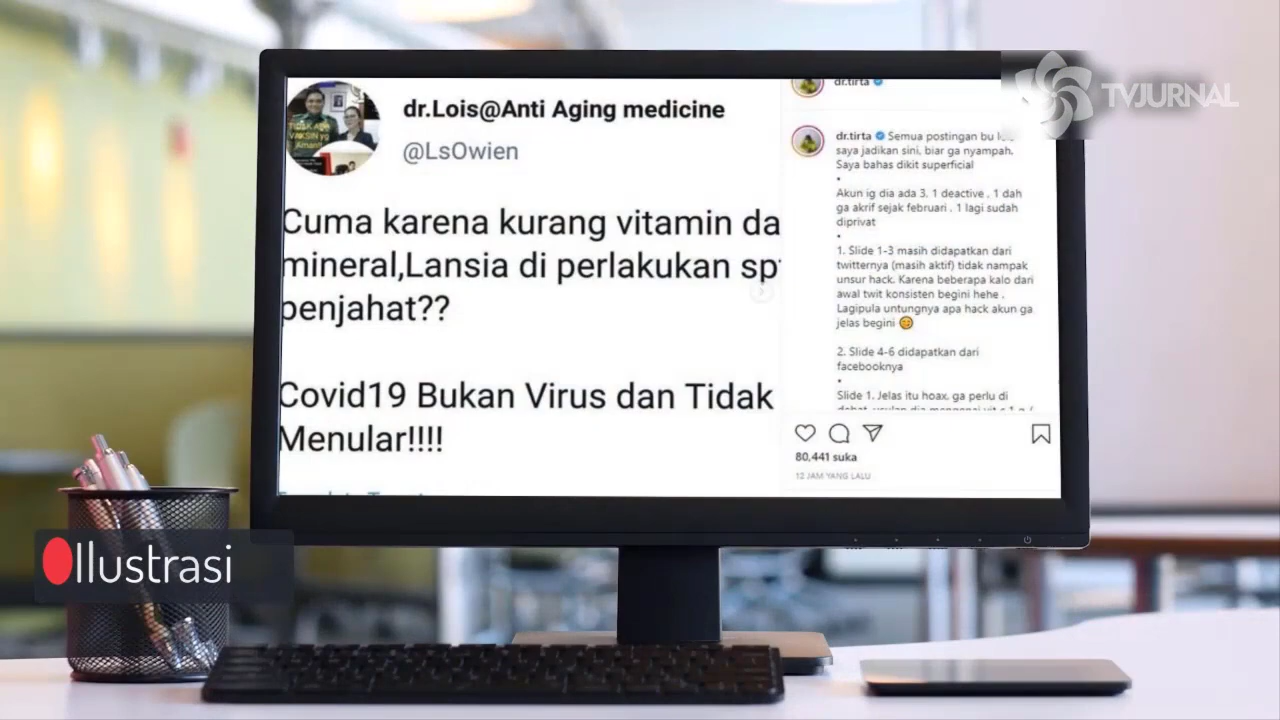 TVJURNAL
dr.Lois@Anti Aging medicine
@LsOwien
Cuma karena kurang vitamin da
mineral,Lansia di perlakukan sp
penjahat??
Covid19 Bukan Virus dan Tidak
Menular!!!!
dr.tirta
dr.tirta Semua postingan bu
saya jadikan sini, biar ga nyampah.
Saya bahas dikit superficial
•
Akun ig dia ada 3. 1 deactive . 1 dah
ga akrif sejak februari . 1 lagi sudah
diprivat
•
1. Slide 1-3 masih didapatkan dari
twitternya (masih aktif) tidak nampak
unsur hack. Karena beberapa kalo dari
awal twit konsisten begini hehe .
Lagipula untungnya apa hack akun ga
jelas begini 😊
2. Slide 4-6 didapatkan dari
facebooknya
•
Slide 1. Jelas itu hoax. ga perlu di
80,441 suka
12 JAM YANG LALU
Illustrasi